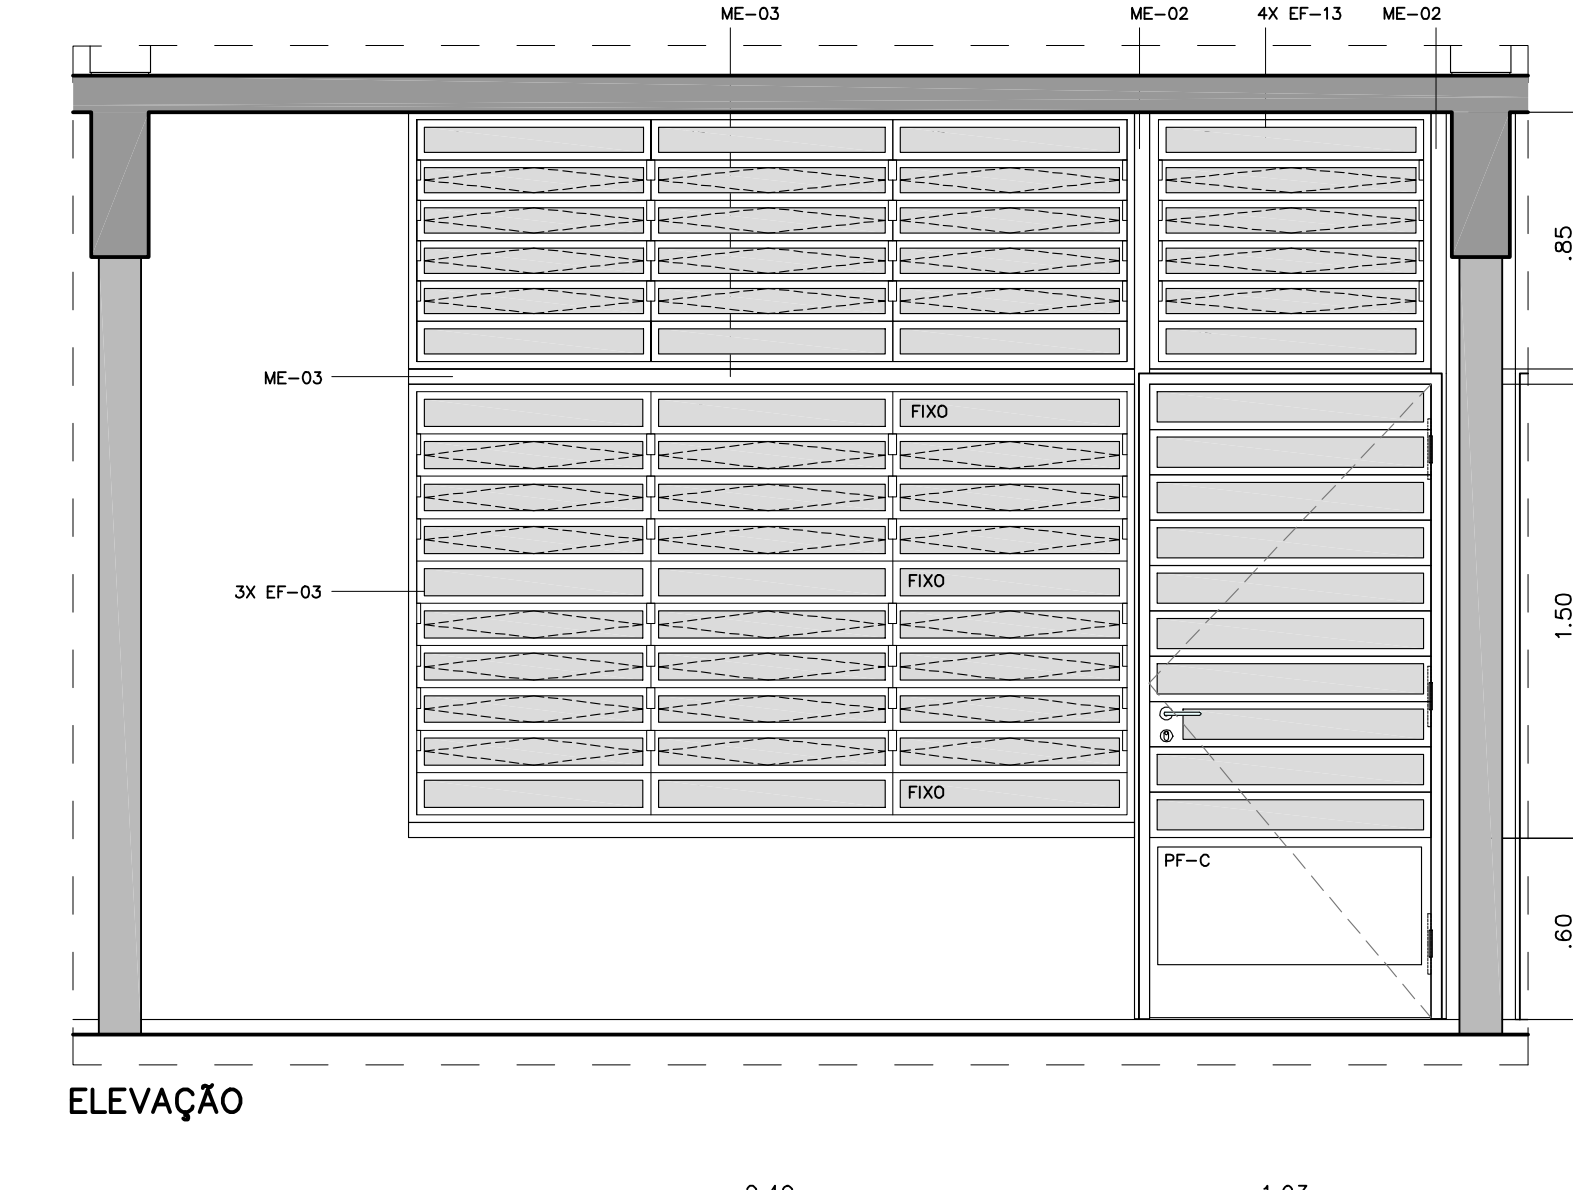 ME-03 ME-02 4X EF-13 ME-02
.85
ME-03
FIXO
3X EF-03
FIXO
1.50
FIXO
PF-C
.60
ELEVAÇÃO